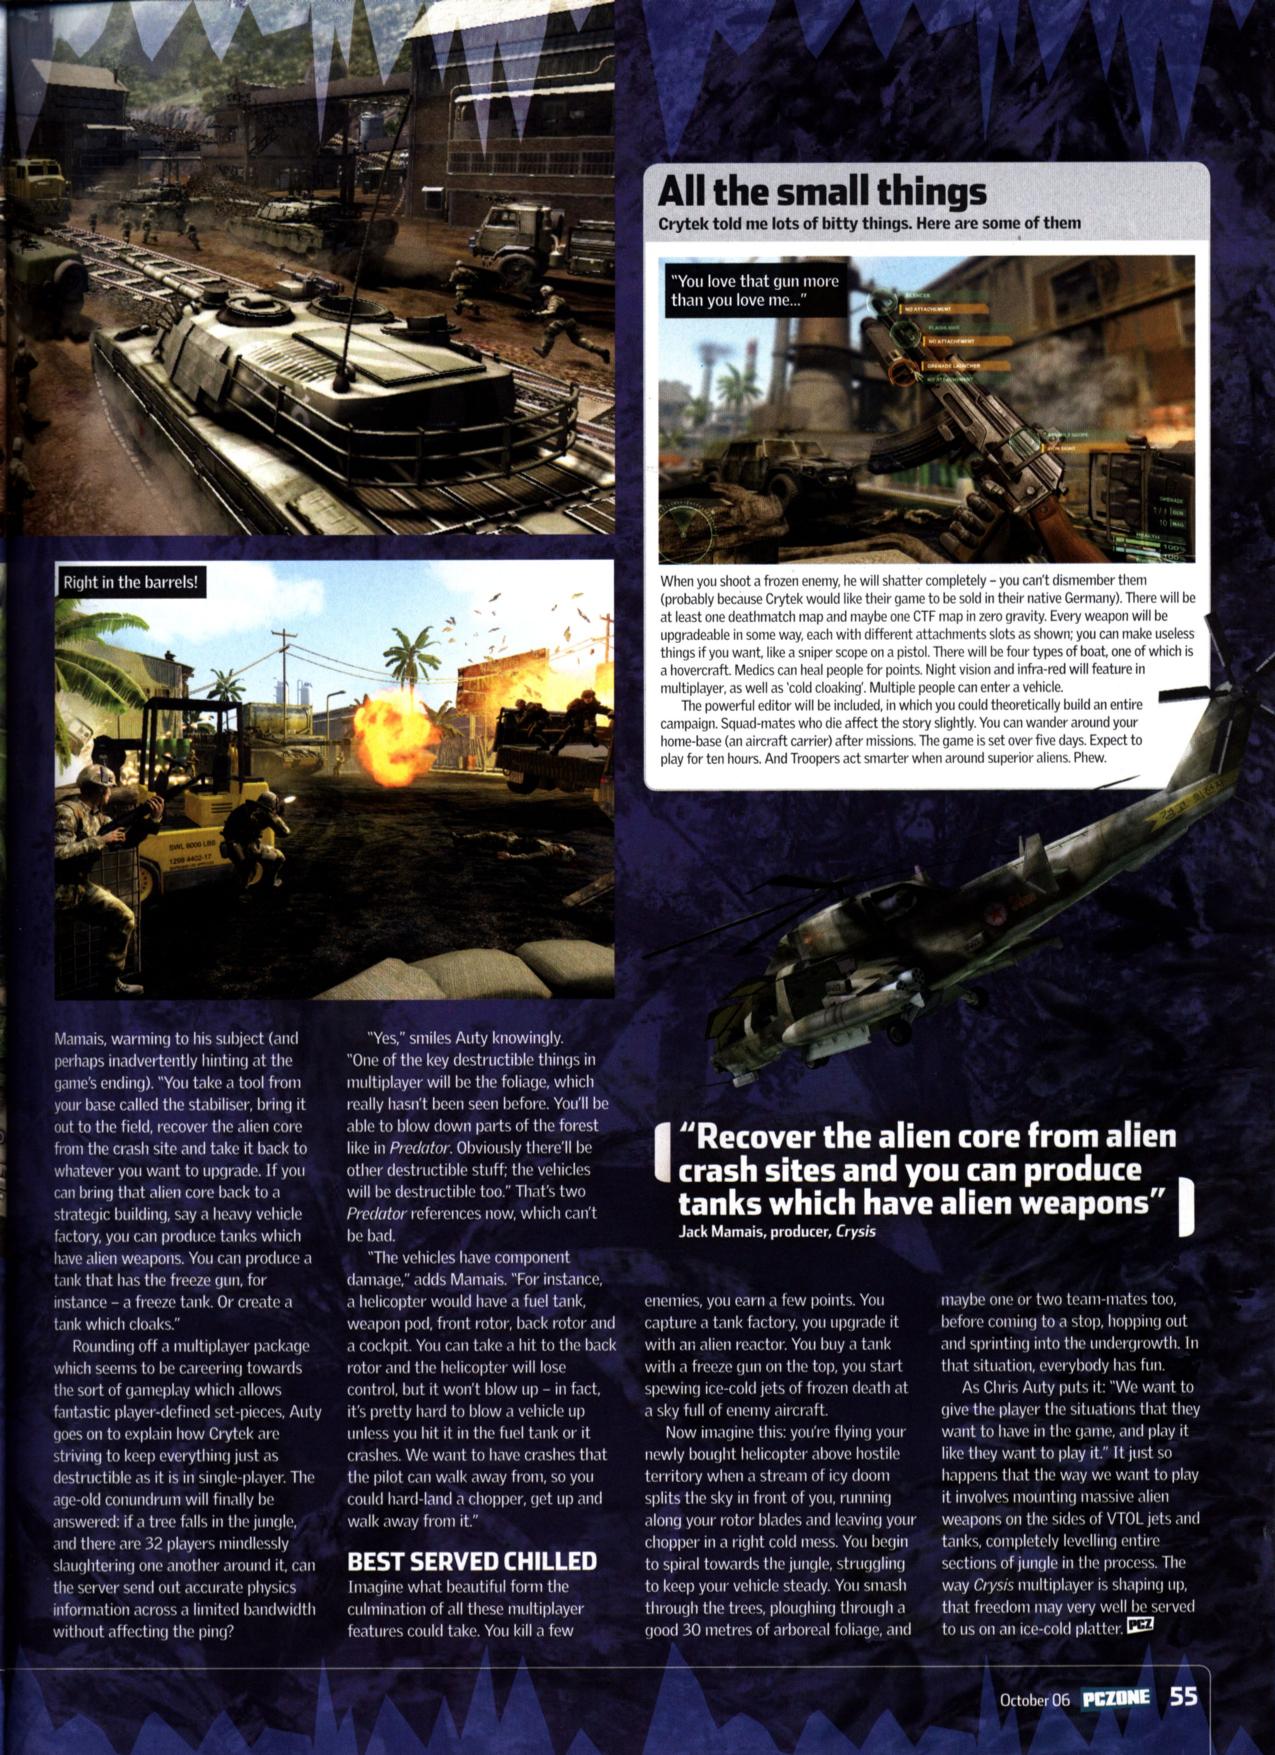 All the small things
Crytek told me lots of bitty things. Here are some of them
"You love that gun more
than you love me..."
SILENCER
NO ATTACHEMENT
FLASHLIGHT
NO ATTACHEMENT
GRENADE LAUNCHER
NO ATTACHEMENT
GRENADE
HEALTH
100%
When you shoot a frozen enemy, he will shatter completely – you can't dismember them
(probably because Crytek would like their game to be sold in their native Germany). There will be
at least one deathmatch map and maybe one CTF map in zero gravity. Every weapon will be
upgradeable in some way, each with different attachments slots as shown; you can make useless
things if you want, like a sniper scope on a pistol. There will be four types of boat, one of which is
a hovercraft. Medics can heal people for points. Night vision and infra-red will feature in
multiplayer, as well as 'cold cloaking'. Multiple people can enter a vehicle.
The powerful editor will be included, in which you could theoretically build an entire
campaign. Squad-mates who die affect the story slightly. You can wander around your
home-base (an aircraft carrier) after missions. The game is set over five days. Expect to
play for ten hours. And Troopers act smarter when around superior aliens. Phew.
Right in the barrels!
SWL 6000 LBS
1298 4402-17
Mamais, warming to his subject (and
perhaps inadvertently hinting at the
game's ending). "You take a tool from
your base called the stabiliser, bring it
out to the field, recover the alien core
from the crash site and take it back to
whatever you want to upgrade. If you
can bring that alien core back to a
strategic building, say a heavy vehicle
factory, you can produce tanks which
have alien weapons. You can produce a
tank that has the freeze gun, for
instance – a freeze tank. Or create a
tank which cloaks."
Rounding off a multiplayer package
which seems to be careering towards
the sort of gameplay which allows
fantastic player-defined set-pieces, Auty
goes on to explain how Crytek are
striving to keep everything just as
destructible as it is in single-player. The
age-old conundrum will finally be
answered: if a tree falls in the jungle,
and there are 32 players mindlessly
slaughtering one another around it, can
the server send out accurate physics
information across a limited bandwidth
without affecting the ping?
"Yes," smiles Auty knowingly.
"One of the key destructible things in
multiplayer will be the foliage, which
really hasn't been seen before. You'll be
able to blow down parts of the forest
like in Predator. Obviously there'll be
other destructible stuff; the vehicles
will be destructible too." That's two
Predator references now, which can't
be bad.
"The vehicles have component
damage," adds Mamais. "For instance,
a helicopter would have a fuel tank,
weapon pod, front rotor, back rotor and
a cockpit. You can take a hit to the back
rotor and the helicopter will lose
control, but it won't blow up – in fact,
it's pretty hard to blow a vehicle up
unless you hit it in the fuel tank or it
crashes. We want to have crashes that
the pilot can walk away from, so you
could hard-land a chopper, get up and
walk away from it."
BEST SERVED CHILLED
Imagine what beautiful form the
culmination of all these multiplayer
features could take. You kill a few
"Recover the alien core from alien
crash sites and you can produce
tanks which have alien weapons"
Jack Mamais, producer, Crysis
enemies, you earn a few points. You
capture a tank factory, you upgrade it
with an alien reactor. You buy a tank
with a freeze gun on the top, you start
spewing ice-cold jets of frozen death at
a sky full of enemy aircraft.
Now imagine this: you're flying your
newly bought helicopter above hostile
territory when a stream of icy doom
splits the sky in front of you, running
along your rotor blades and leaving your
chopper in a right cold mess. You begin
to spiral towards the jungle, struggling
to keep your vehicle steady. You smash
through the trees, ploughing through a
good 30 metres of arboreal foliage, and
maybe one or two team-mates too,
before coming to a stop, hopping out
and sprinting into the undergrowth. In
that situation, everybody has fun.
As Chris Auty puts it: "We want to
give the player the situations that they
want to have in the game, and play it
like they want to play it." It just so
happens that the way we want to play
it involves mounting massive alien
weapons on the sides of VTOL jets and
tanks, completely levelling entire
sections of jungle in the process. The
way Crysis multiplayer is shaping up,
that freedom may very well be served
to us on an ice-cold platter. PCZ
October 06 PCZONE 55